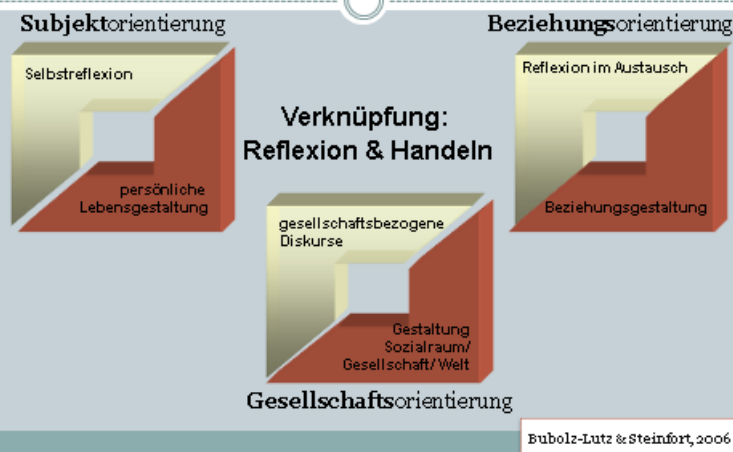 Subjektorientierung
Beziehungsorientierung
Selbstreflexion
persönliche
Lebensgestaltung
Verknüpfung:
Reflexion & Handeln
Reflexion im Austausch
Beziehungsgestaltung
gesellschaftsbezogene
Diskurse
Gestaltung
Sozialraum/
Gesellschaft/ Welt
Gesellschaftsorientierung
Bubolz-Lutz & Steinfort, 2006